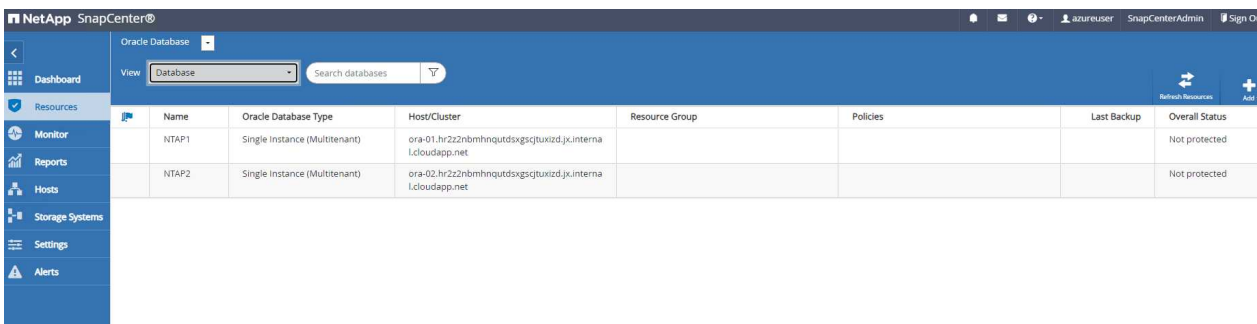 NetApp SnapCenter®
azureuser SnapCenterAdmin Sign O
Oracle Database
View Database Search databases
Refresh Resources Add
Dashboard
Resources
Monitor
Reports
Hosts
Storage Systems
Settings
Alerts
Name Oracle Database Type Host/Cluster Resource Group Policies Last Backup Overall Status
NTAP1 Single Instance (Multitenant) ora-01.hr2z2nbmhnqutdsxgscjtuxizd.jx.interna Not protected
l.cloudapp.net
NTAP2 Single Instance (Multitenant) ora-02.hr2z2nbmhnqutdsxgscjtuxizd.jx.interna Not protected
l.cloudapp.net